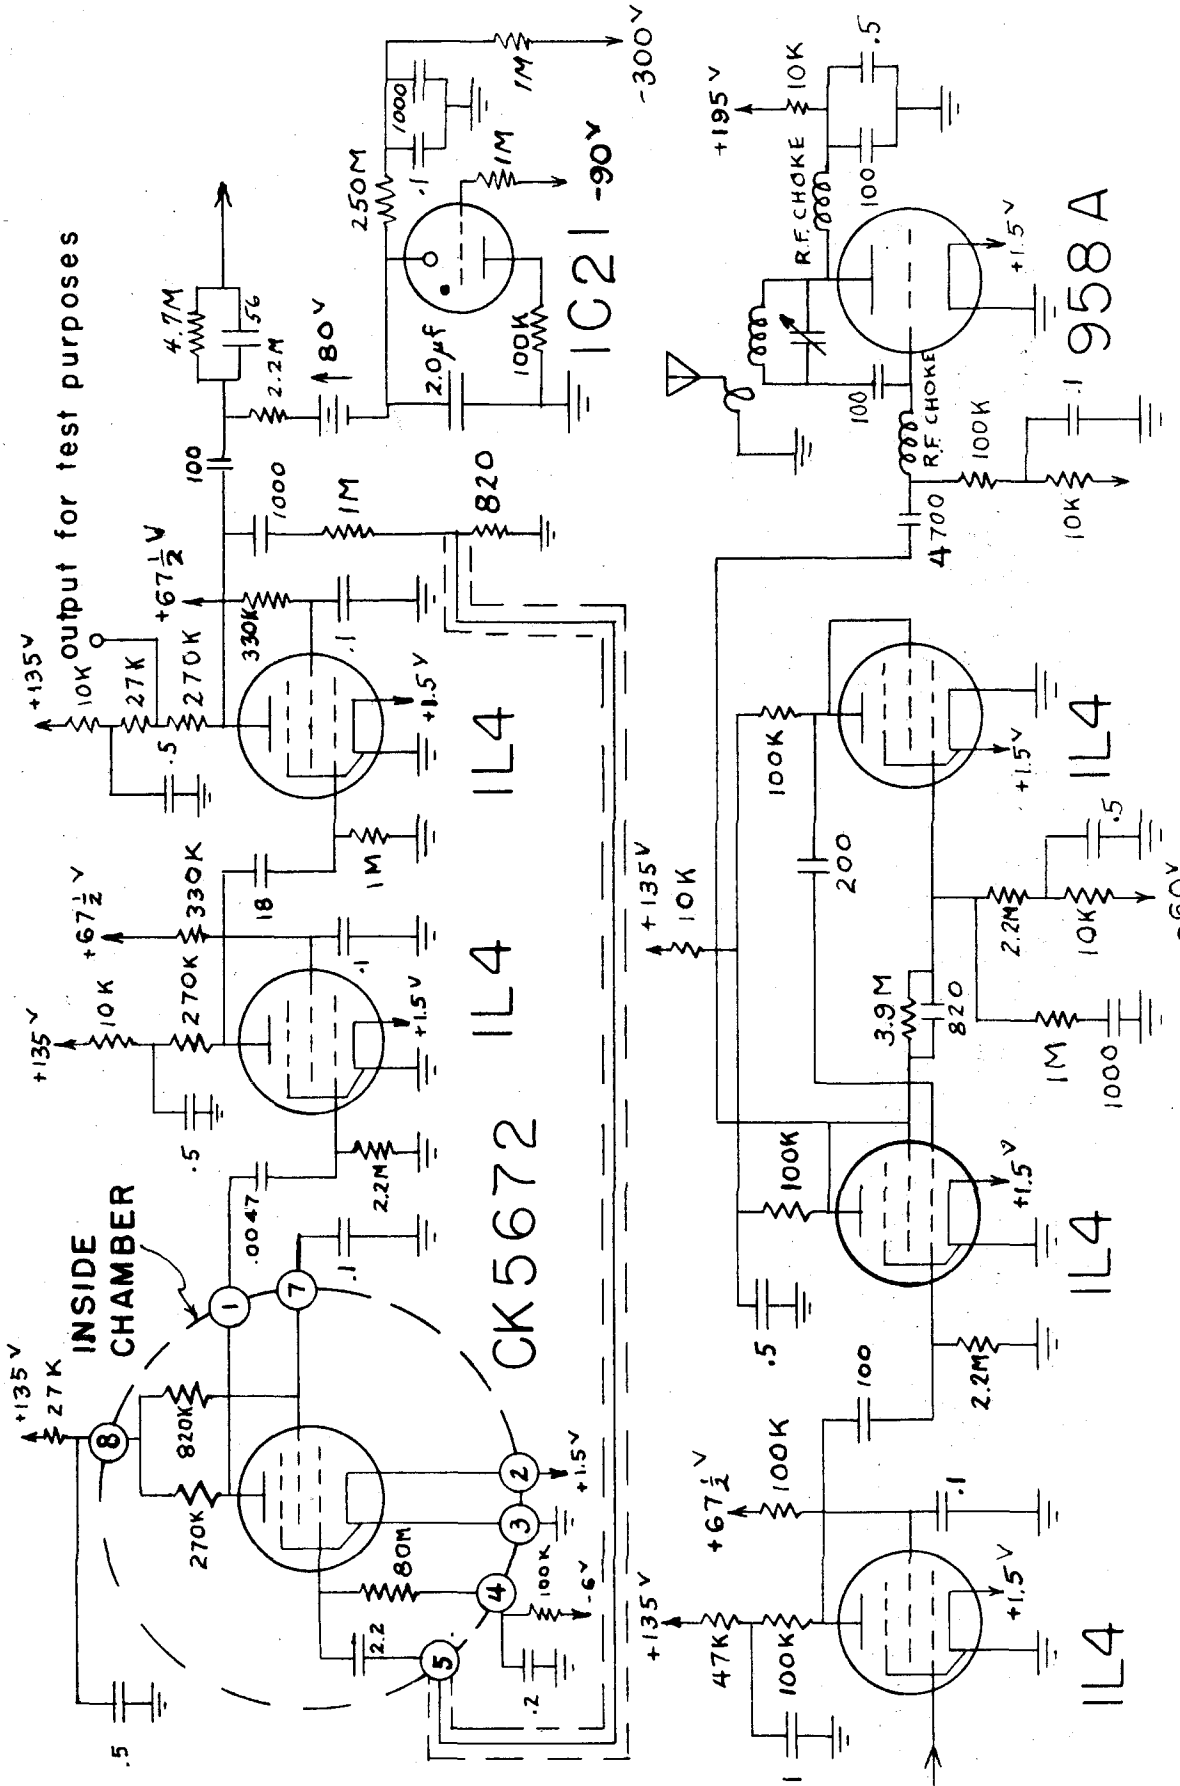 output for test purposes
+135V
10K
27K
.5
270K
+67½V
330K
.1
+1.5V
1L4
1M
18
100
1000
1M
820
4.7M
56
2.2M
80V
2.0μf
250M
.1
1000
1M
-300V
1M
-90V
100K
1C21
+135V
10K
.5
270K
+67½V
330K
.1
+1.5V
1L4
2.2M
.0047
INSIDE
CHAMBER
+135V
27K
.5
8
1
7
.1
820K
270K
80M
2.2
5
4
3
2
+1.5V
100K
-6V
.2
CK5672
+135V
47K
100K
1
+67½V
100K
.1
+1.5V
1L4
100
2.2M
+135V
10K
.5
100K
+1.5V
1L4
200
3.9M
820
1M
1000
2.2M
10K
.5
100K
+1.5V
1L4
4700
R.F. CHOKE
100K
10K
.1
100
R.F. CHOKE
+195V
10K
100
.5
+1.5V
958A